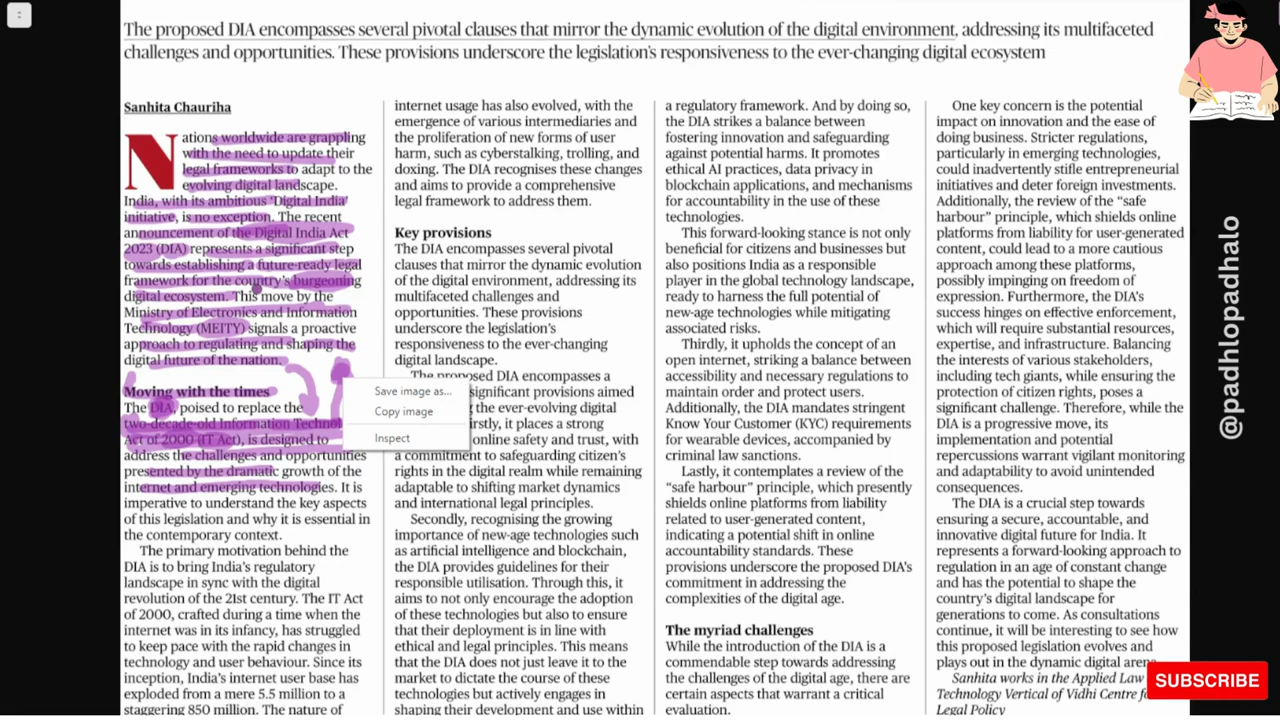 The proposed DIA encompasses several pivotal clauses that mirror the dynamic evolution of the digital environment, addressing its multifaceted
challenges and opportunities. These provisions underscore the legislation's responsiveness to the ever-changing digital ecosystem
Sanhita Chauriha
Nations worldwide are grappling
with the need to update their
legal frameworks to adapt to the
evolving digital landscape.
India, with its ambitious 'Digital India'
initiative, is no exception. The recent
announcement of the Digital India Act
2023 (DIA) represents a significant step
towards establishing a future-ready legal
framework for the country's burgeoning
digital ecosystem. This move by the
Ministry of Electronics and Information
Technology (MEITY) signals a proactive
approach to regulating and shaping the
digital future of the nation.
Moving with the times
The DIA, poised to replace the
two-decade-old Information Technol
Act of 2000 (IT Act), is designed to
address the challenges and opportunities
presented by the dramatic growth of the
internet and emerging technologies. It is
imperative to understand the key aspects
of this legislation and why it is essential in
the contemporary context.
The primary motivation behind the
DIA is to bring India's regulatory
landscape in sync with the digital
revolution of the 21st century. The IT Act
of 2000, crafted during a time when the
internet was in its infancy, has struggled
to keep pace with the rapid changes in
technology and user behaviour. Since its
inception, India's internet user base has
exploded from a mere 5.5 million to a
staggering 850 million. The nature of
internet usage has also evolved, with the
emergence of various intermediaries and
the proliferation of new forms of user
harm, such as cyberstalking, trolling, and
doxing. The DIA recognises these changes
and aims to provide a comprehensive
legal framework to address them.
Key provisions
The DIA encompasses several pivotal
clauses that mirror the dynamic evolution
of the digital environment, addressing its
multifaceted challenges and
opportunities. These provisions
underscore the legislation's
responsiveness to the ever-changing
digital landscape.
The proposed DIA encompasses a
significant provisions aimed
the ever-evolving digital
irstly, it places a strong
online safety and trust, with
a commitment to safeguarding citizen's
rights in the digital realm while remaining
adaptable to shifting market dynamics
and international legal principles.
Secondly, recognising the growing
importance of new-age technologies such
as artificial intelligence and blockchain,
the DIA provides guidelines for their
responsible utilisation. Through this, it
aims to not only encourage the adoption
of these technologies but also to ensure
that their deployment is in line with
ethical and legal principles. This means
that the DIA does not just leave it to the
market to dictate the course of these
technologies but actively engages in
shaping their development and use within
Save image as...
Copy image
Inspect
a regulatory framework. And by doing so,
the DIA strikes a balance between
fostering innovation and safeguarding
against potential harms. It promotes
ethical AI practices, data privacy in
blockchain applications, and mechanisms
for accountability in the use of these
technologies.
This forward-looking stance is not only
beneficial for citizens and businesses but
also positions India as a responsible
player in the global technology landscape,
ready to harness the full potential of
new-age technologies while mitigating
associated risks.
Thirdly, it upholds the concept of an
open internet, striking a balance between
accessibility and necessary regulations to
maintain order and protect users.
Additionally, the DIA mandates stringent
Know Your Customer (KYC) requirements
for wearable devices, accompanied by
criminal law sanctions.
Lastly, it contemplates a review of the
"safe harbour" principle, which presently
shields online platforms from liability
related to user-generated content,
indicating a potential shift in online
accountability standards. These
provisions underscore the proposed DIA's
commitment in addressing the
complexities of the digital age.
The myriad challenges
While the introduction of the DIA is a
commendable step towards addressing
the challenges of the digital age, there are
certain aspects that warrant a critical
evaluation.
One key concern is the potential
impact on innovation and the ease of
doing business. Stricter regulations,
particularly in emerging technologies,
could inadvertently stifle entrepreneurial
initiatives and deter foreign investments.
Additionally, the review of the "safe
harbour" principle, which shields online
platforms from liability for user-generated
content, could lead to a more cautious
approach among these platforms,
possibly impinging on freedom of
expression. Furthermore, the DIA's
success hinges on effective enforcement,
which will require substantial resources,
expertise, and infrastructure. Balancing
the interests of various stakeholders,
including tech giants, while ensuring the
protection of citizen rights, poses a
significant challenge. Therefore, while the
DIA is a progressive move, its
implementation and potential
repercussions warrant vigilant monitoring
and adaptability to avoid unintended
consequences.
The DIA is a crucial step towards
ensuring a secure, accountable, and
innovative digital future for India. It
represents a forward-looking approach to
regulation in an age of constant change
and has the potential to shape the
country's digital landscape for
generations to come. As consultations
continue, it will be interesting to see how
this proposed legislation evolves and
plays out in the dynamic digital arena
Sanhita works in the Applied Law
Technology Vertical of Vidhi Centre fo
Legal Policy
@padhlopadhalo
SUBSCRIBE